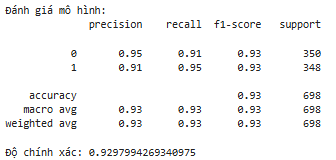 Đánh giá mô hình:
precision recall f1-score support
0 0.95 0.91 0.93 350
1 0.91 0.95 0.93 348
accuracy 0.93 698
macro avg 0.93 0.93 0.93 698
weighted avg 0.93 0.93 0.93 698
Độ chính xác: 0.9297994269340975